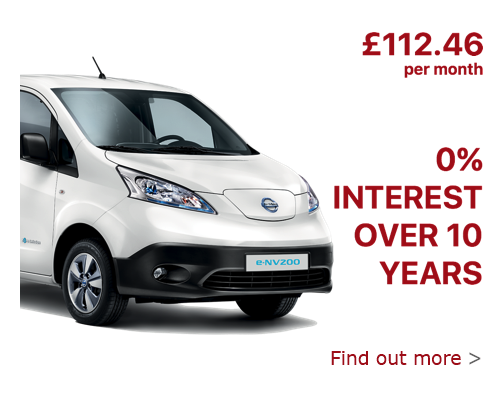 £112.46
per month
0%
INTEREST
OVER 10
YEARS
e-NV200
Find out more >